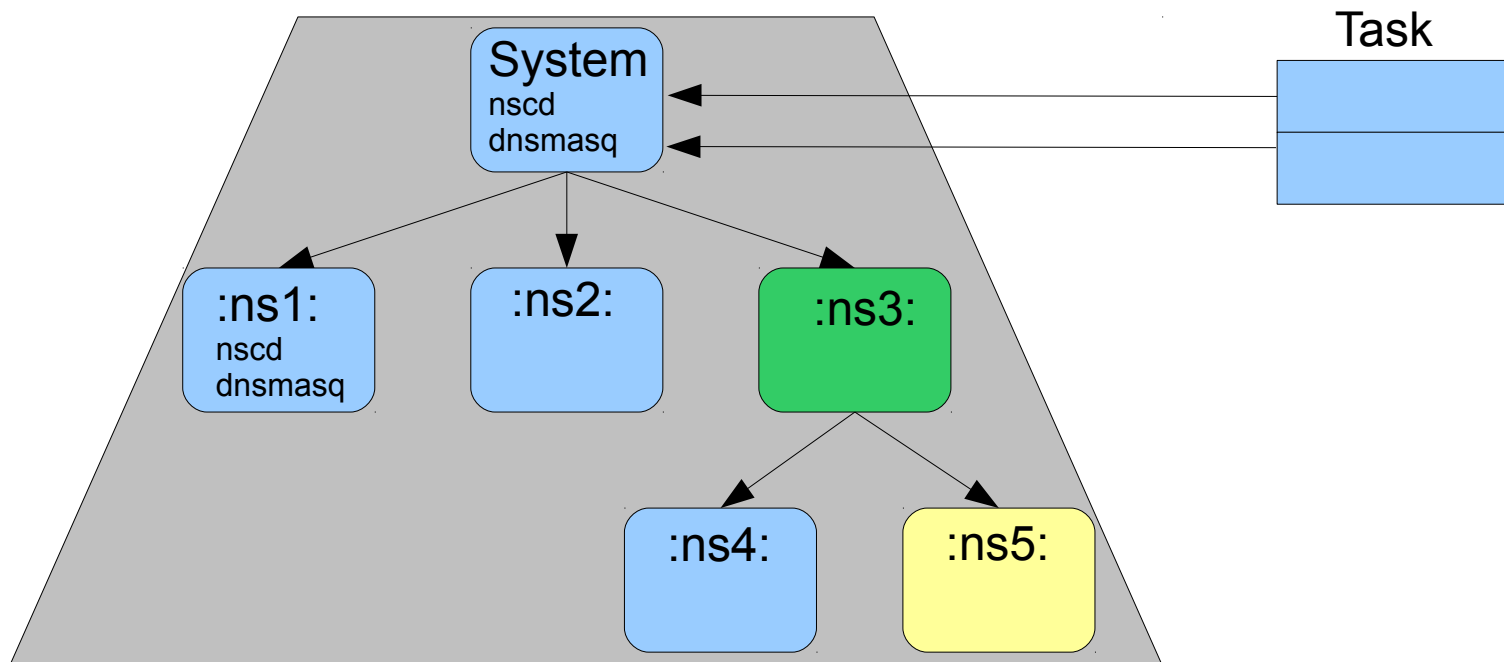 Task
System
nscd
dnsmasq
:ns1:
nscd
dnsmasq
:ns2:
:ns3:
:ns4:
:ns5: